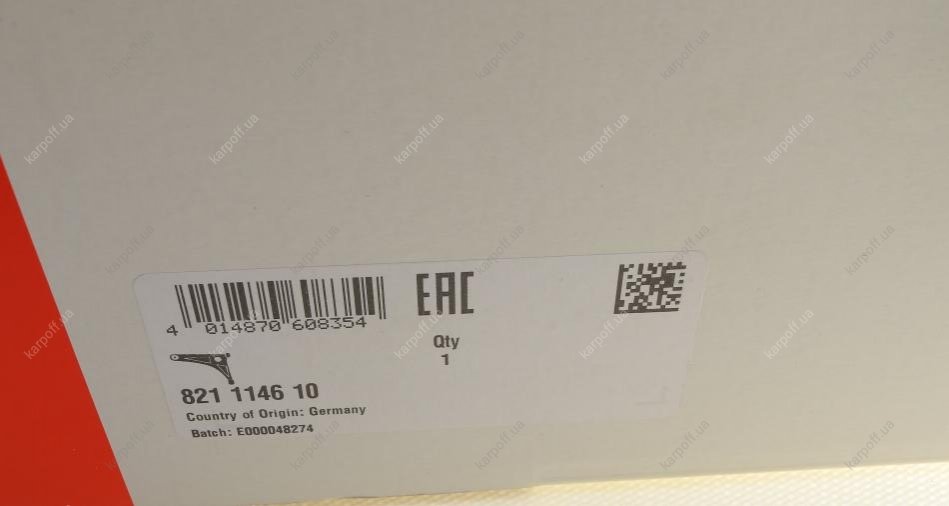 4 014870 608354
EAC
Qty
1
821 1146 10
Country of Origin: Germany
Batch: E000048274
karpoff.ua